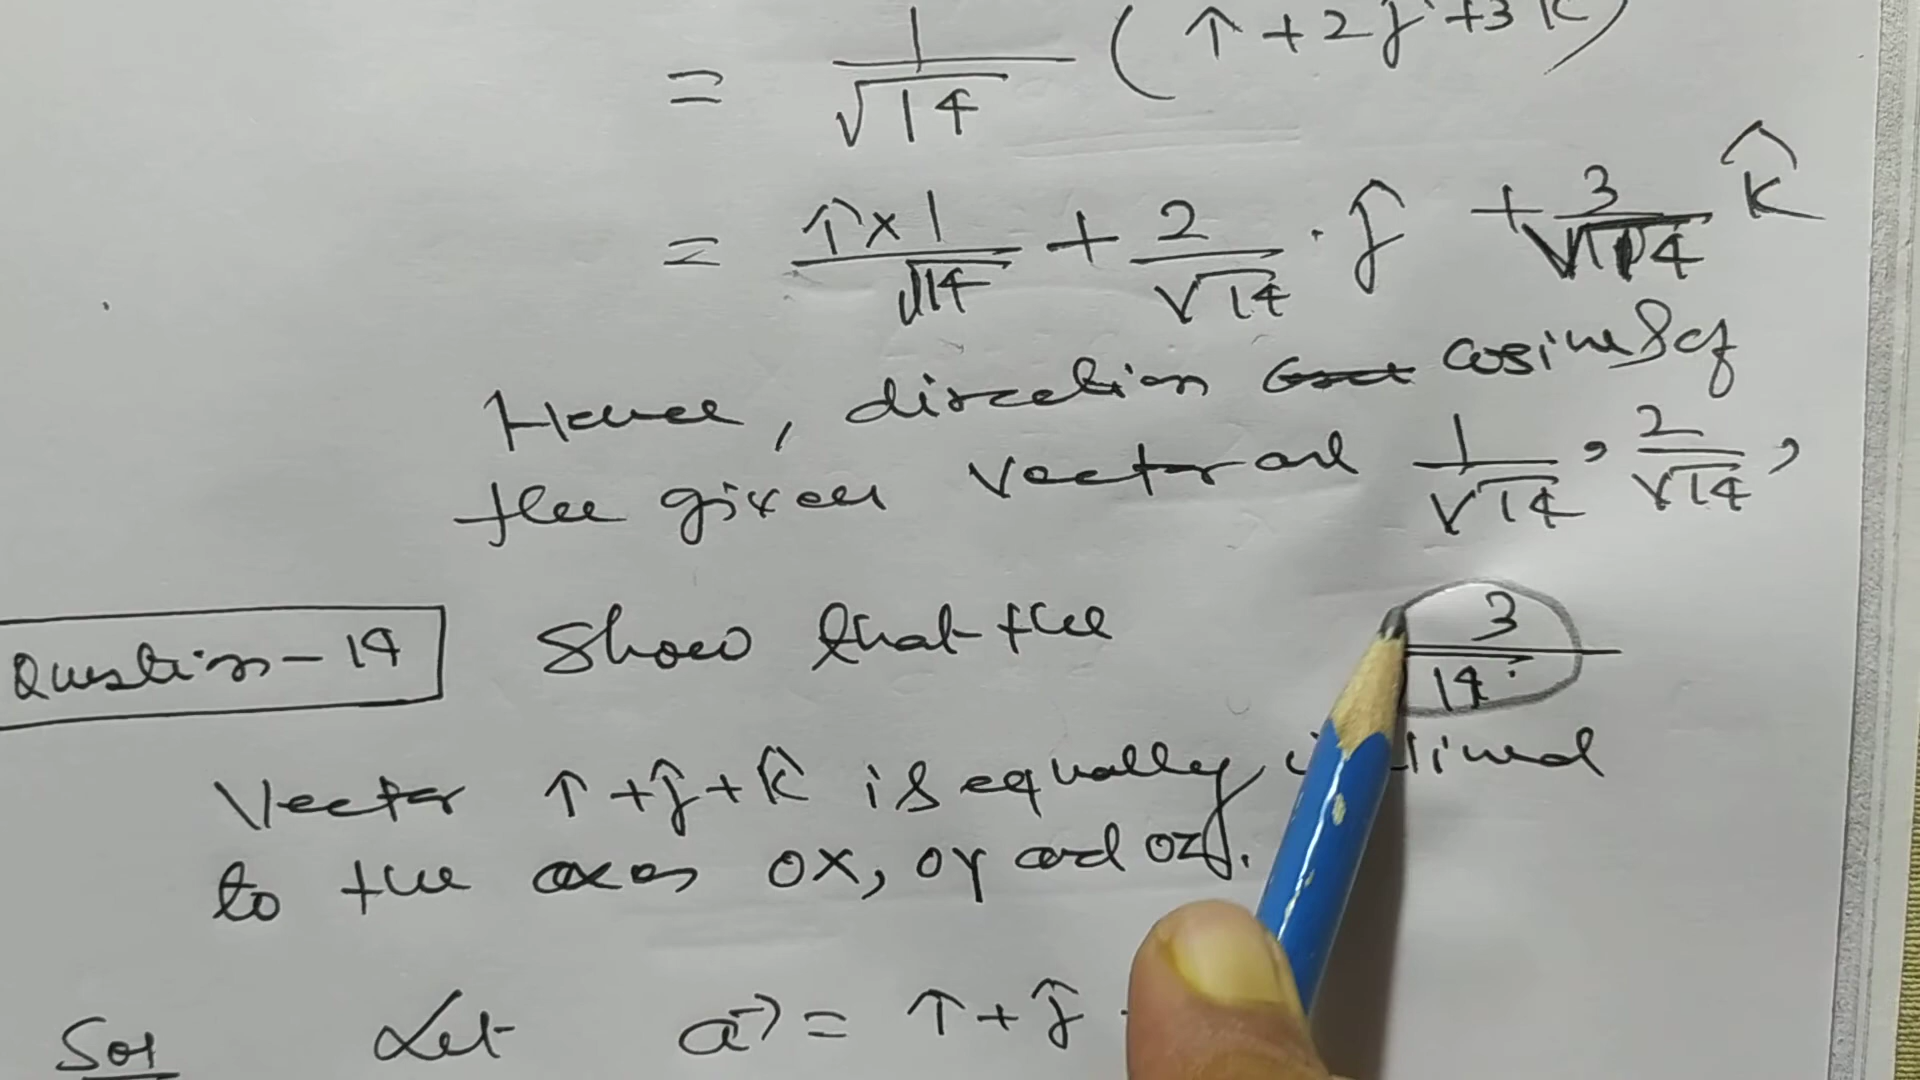 = 1/√14 (î + 2ĵ + 3k̂)
= î×1/√14 + 2/√14 · ĵ + 3/√14 k̂
Hence, direction cosines of
the given vector are 1/√14, 2/√14,
3/14
Question-14 Show that the
Vector î + ĵ + k̂ is equally inclined
to the axes OX, OY and OZ.
Sol Let a⃗ = î + ĵ